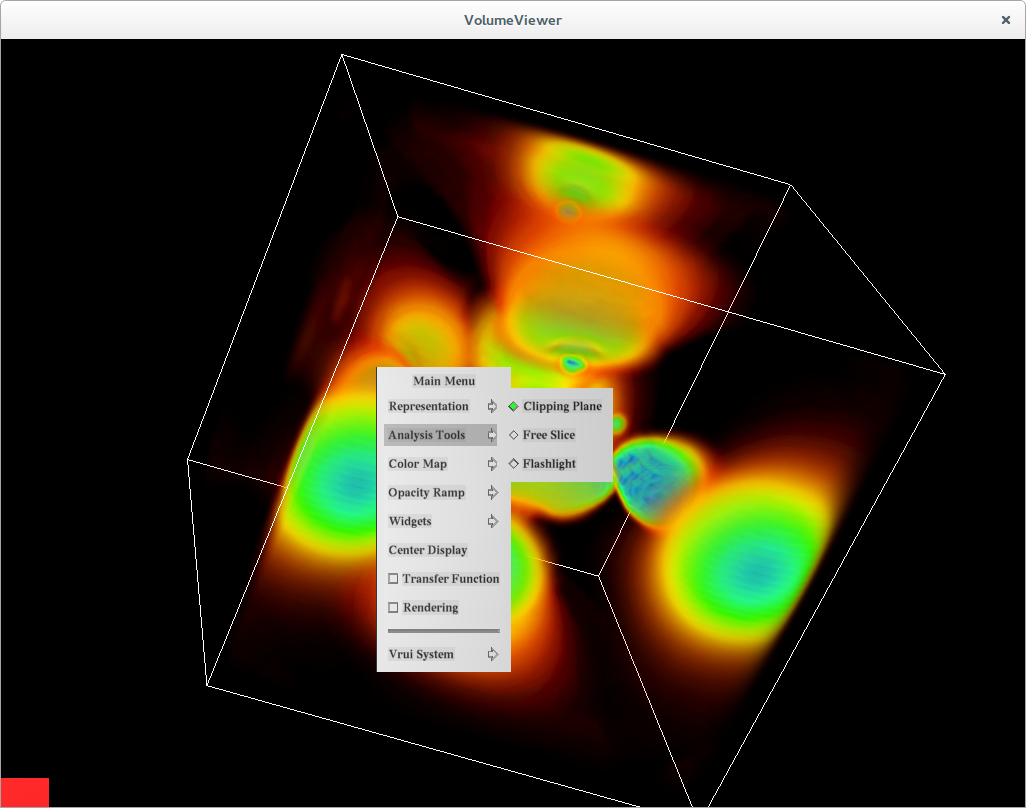 VolumeViewer
Main Menu
Representation
Clipping Plane
Analysis Tools
Free Slice
Color Map
Flashlight
Opacity Ramp
Widgets
Center Display
Transfer Function
Rendering
Vrui System